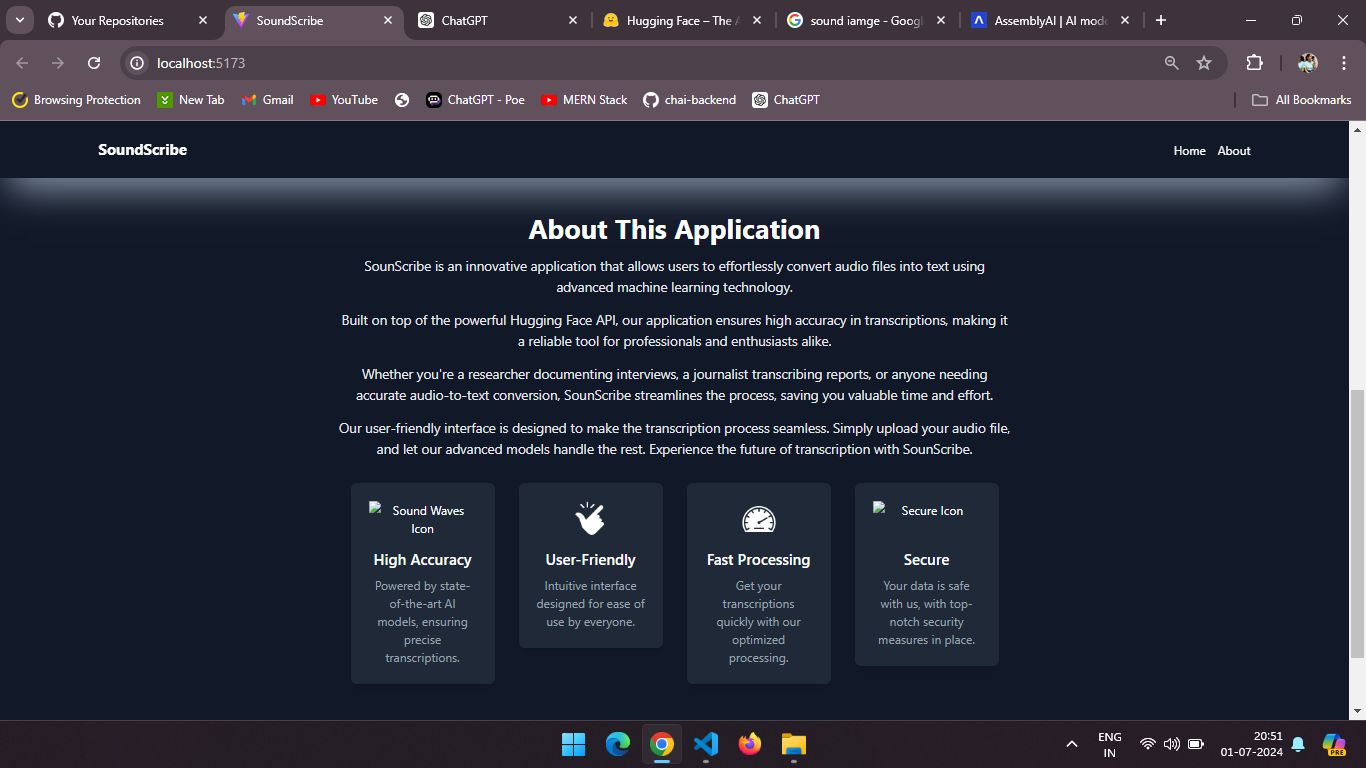 Your Repositories
SoundScribe
ChatGPT
Hugging Face – The A
sound iamge - Googl
AssemblyAI | AI mode
localhost:5173
Browsing Protection
New Tab
Gmail
YouTube
ChatGPT - Poe
MERN Stack
chai-backend
ChatGPT
All Bookmarks
SoundScribe
Home
About
About This Application
SounScribe is an innovative application that allows users to effortlessly convert audio files into text using
advanced machine learning technology.
Built on top of the powerful Hugging Face API, our application ensures high accuracy in transcriptions, making it
a reliable tool for professionals and enthusiasts alike.
Whether you're a researcher documenting interviews, a journalist transcribing reports, or anyone needing
accurate audio-to-text conversion, SounScribe streamlines the process, saving you valuable time and effort.
Our user-friendly interface is designed to make the transcription process seamless. Simply upload your audio file,
and let our advanced models handle the rest. Experience the future of transcription with SounScribe.
Sound Waves
Icon
High Accuracy
Powered by state-
of-the-art AI
models, ensuring
precise
transcriptions.
User-Friendly
Intuitive interface
designed for ease of
use by everyone.
Fast Processing
Get your
transcriptions
quickly with our
optimized
processing.
Secure Icon
Secure
Your data is safe
with us, with top-
notch security
measures in place.
ENG
IN
20:51
01-07-2024
PRE